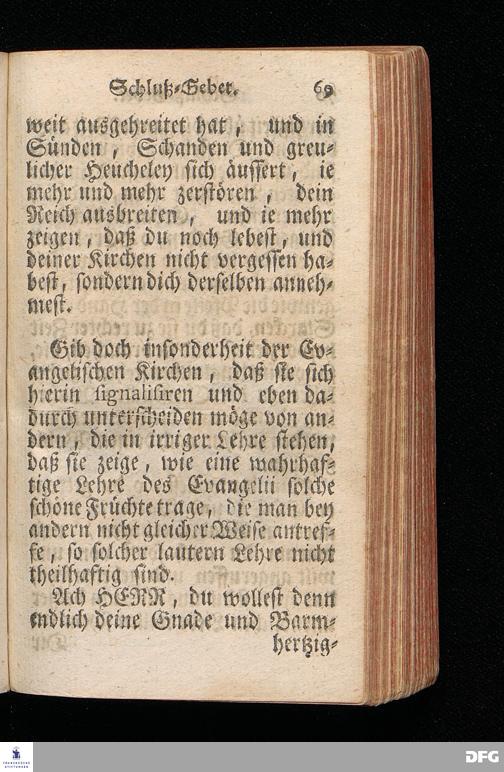 Schluß-Gebet. 69
weit ausgebreitet hat, und in
Sünden, Schanden und greu-
licher Heucheley sich äussert, ie
mehr und mehr zerstören, dein
Reich ausbreiten, und ie mehr
zeigen, daß du noch lebest, und
deiner Kirchen nicht vergessen ha-
best, sondern dich derselben anneh-
mest.
Gib doch insonderheit der Ev-
angelischen Kirchen, daß sie sich
hierin signalisiren und eben da-
durch unterscheiden möge von an-
dern, die in irriger Lehre stehen,
daß sie zeige, wie eine wahrhaf-
tige Lehre des Evangelii solche
schöne Früchte trage, die man bey
andern nicht gleicher Weise antref-
fe, so solcher lautern Lehre nicht
theilhaftig sind.
Ach HERR, du wollest denn
endlich deine Gnade und Barm-
hertzig-
FRANCKESCHE
STIFTUNGEN
DFG